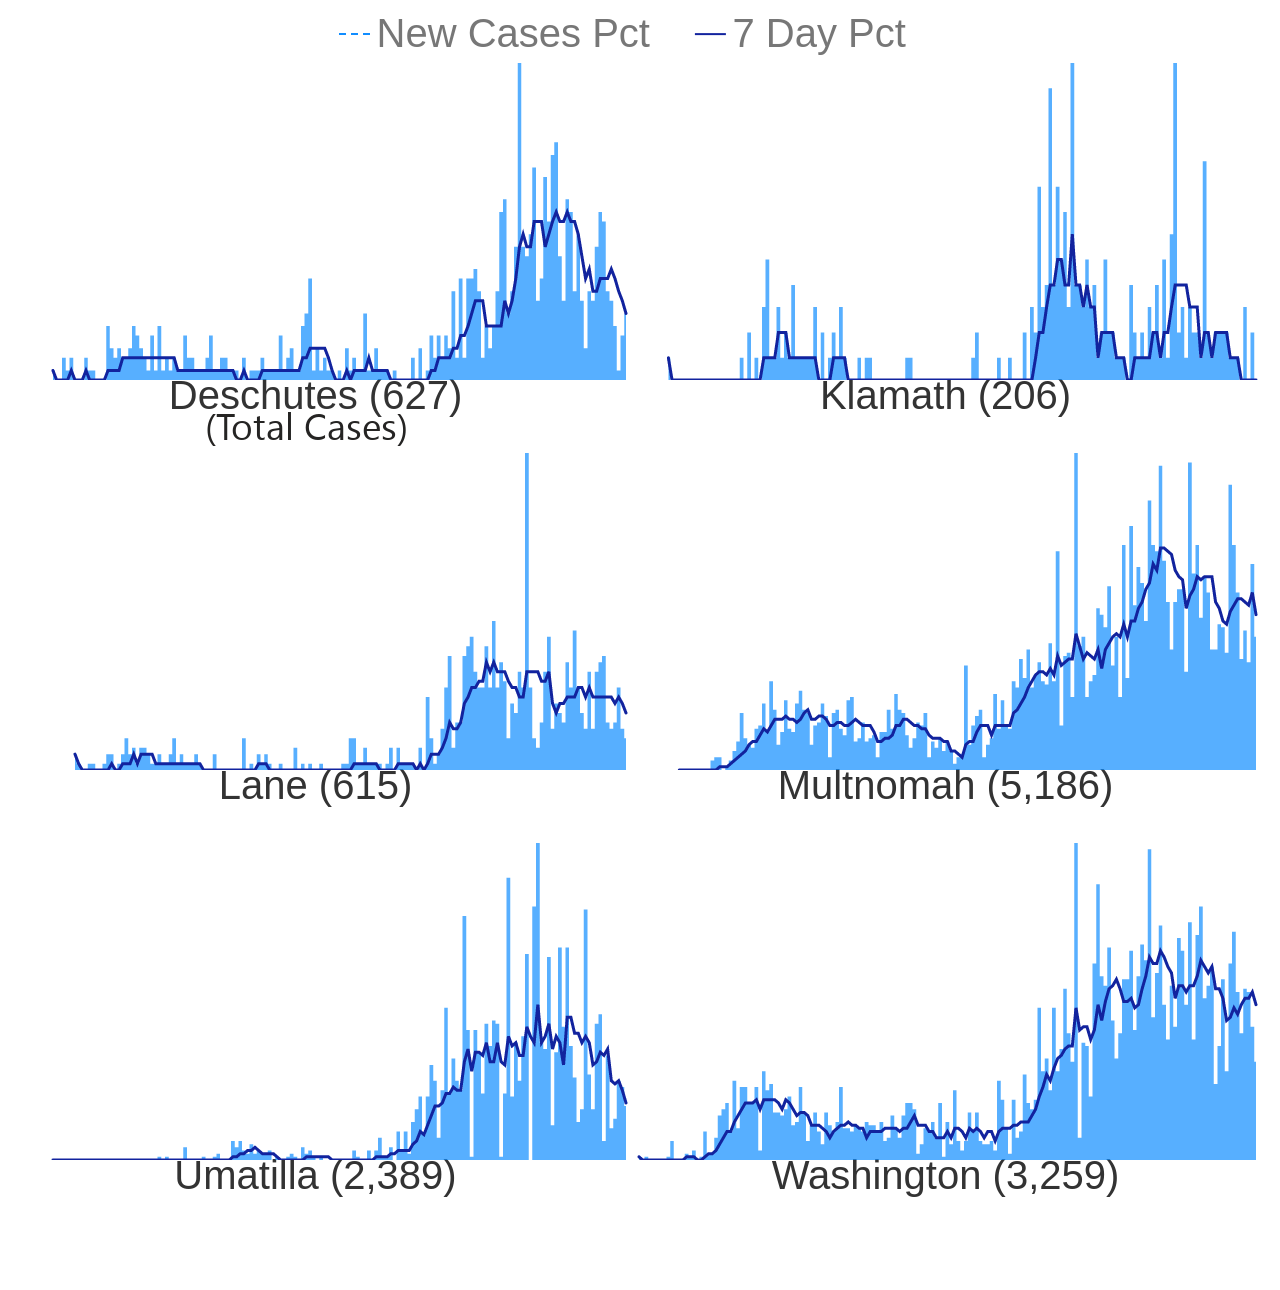 New Cases Pct 7 Day Pct
Deschutes (627)
(Total Cases)
Klamath (206)
Lane (615)
Multnomah (5,186)
Umatilla (2,389)
Washington (3,259)